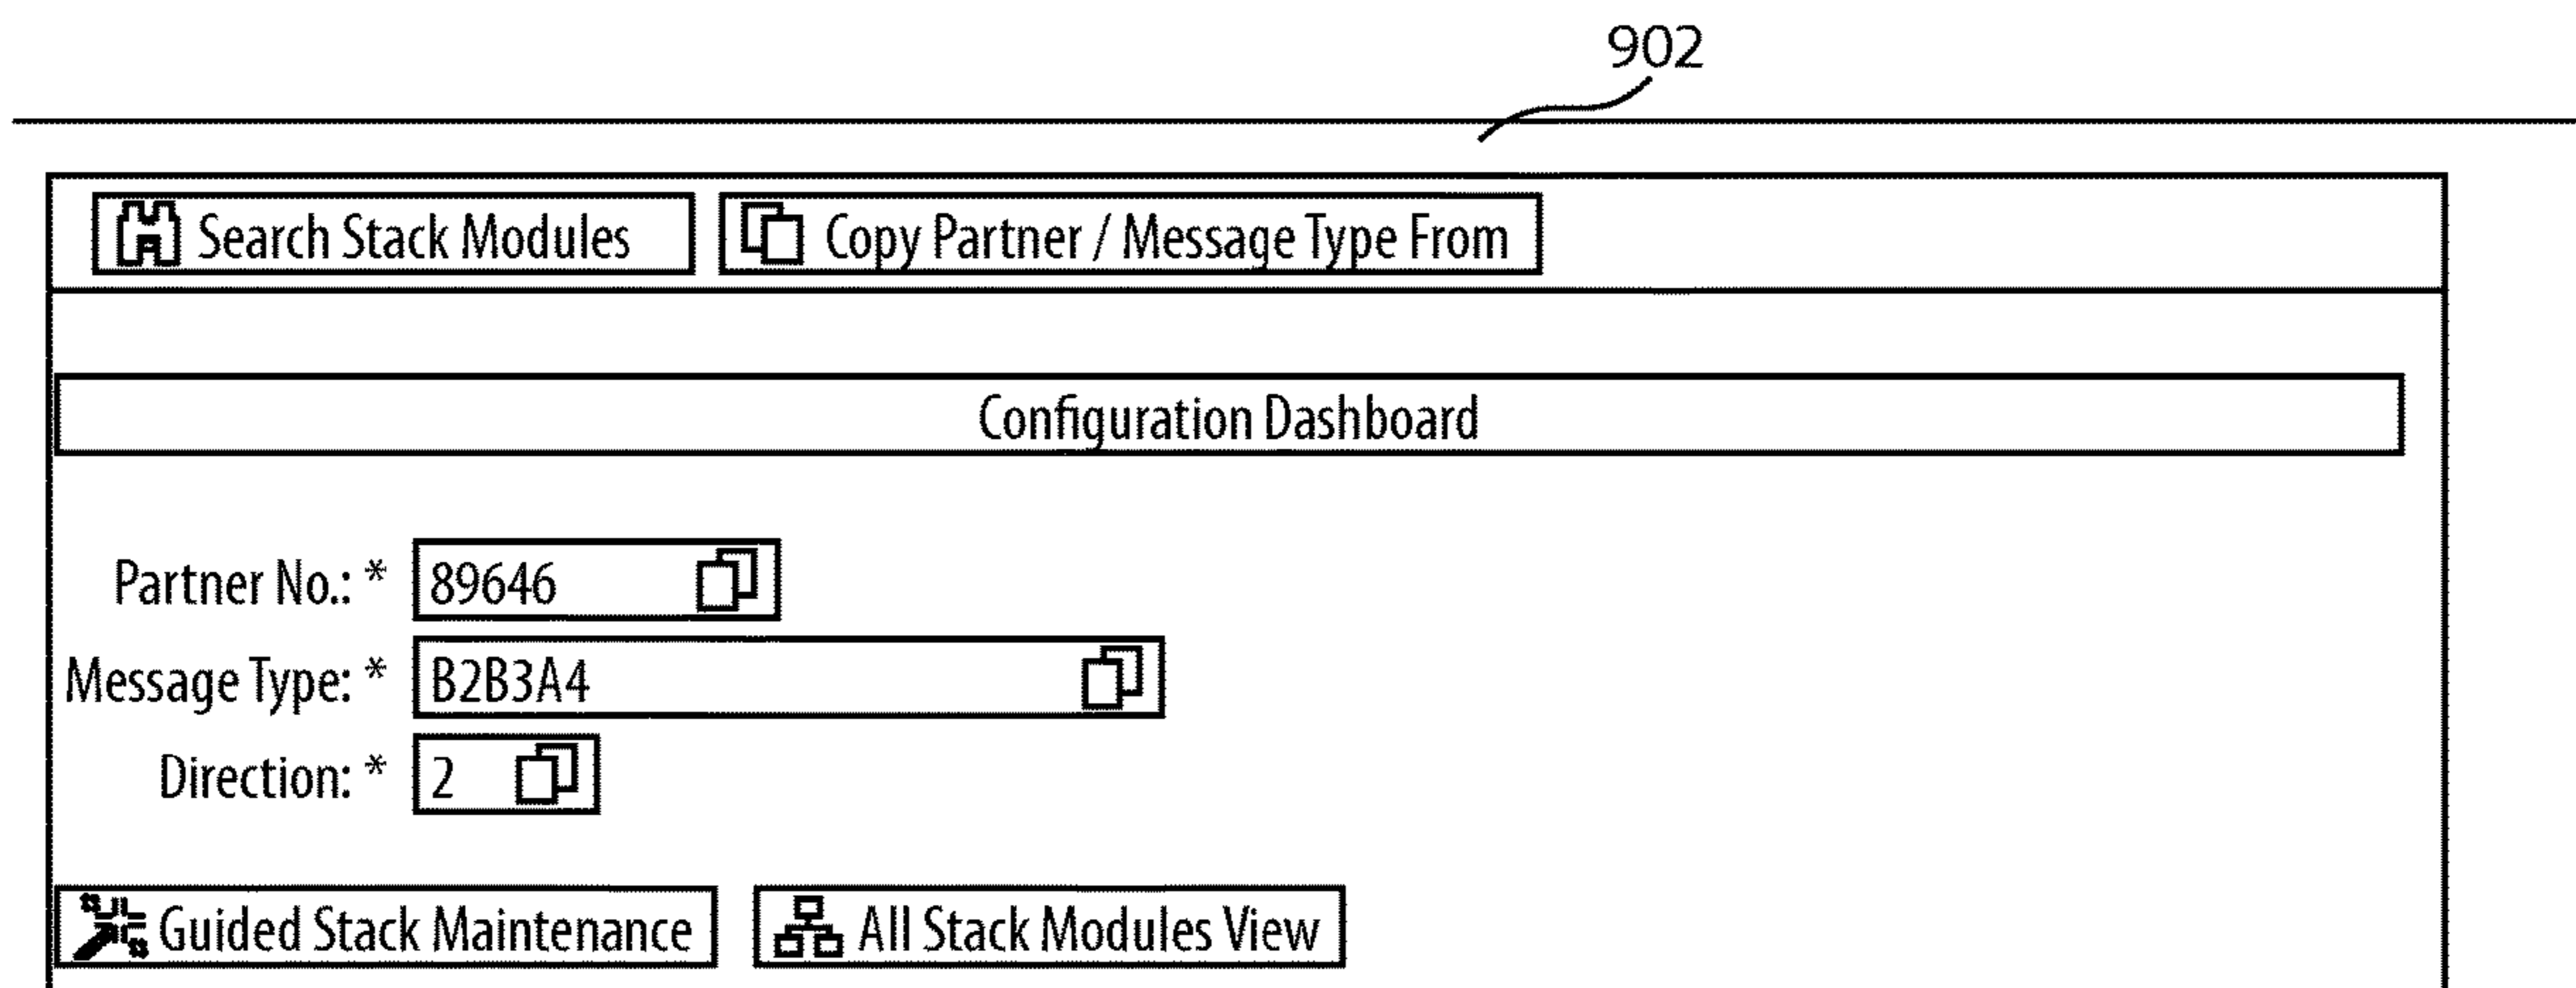 902
Search Stack Modules Copy Partner / Message Type From
Configuration Dashboard
Partner No.: * 89646
Message Type: * B2B3A4
Direction: * 2
Guided Stack Maintenance All Stack Modules View